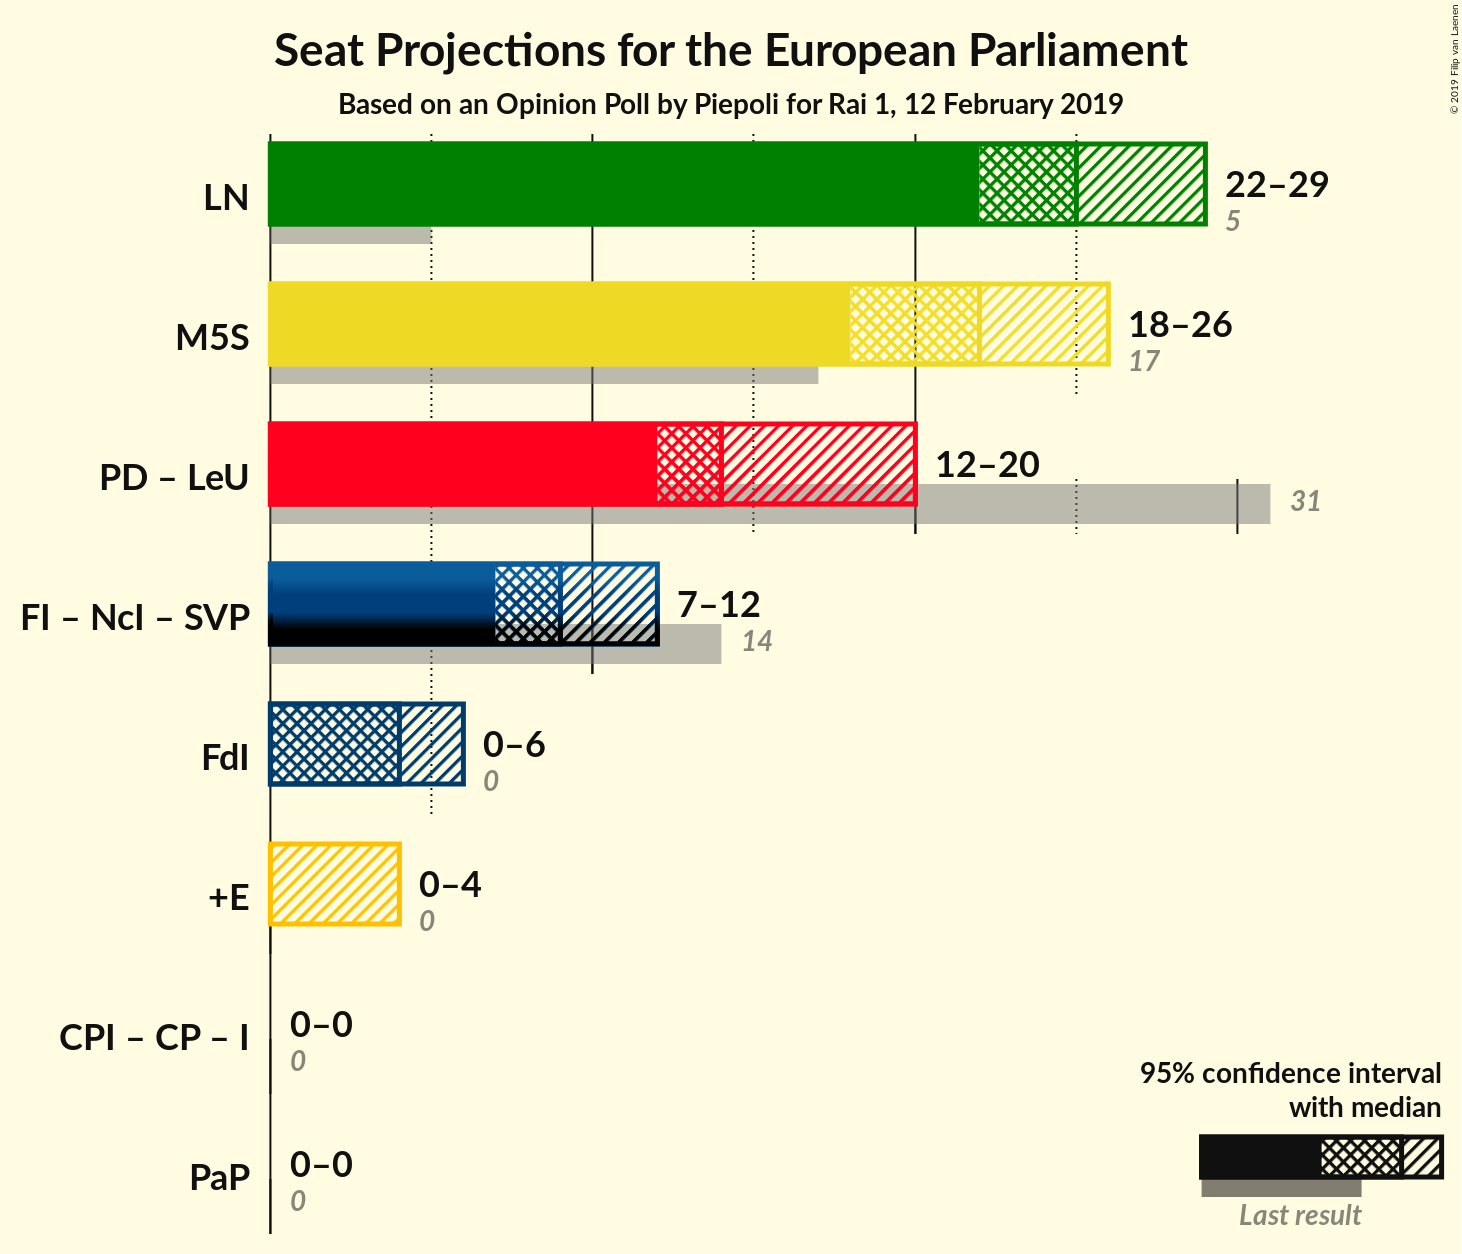 Seat Projections for the European Parliament
Based on an Opinion Poll by Piepoli for Rai 1, 12 February 2019
© 2019 Filip van Laenen
LN
22–29
5
M5S
18–26
17
PD – LeU
12–20
31
FI – NcI – SVP
7–12
14
FdI
0–6
0
+E
0–4
0
CPI – CP – I
0–0
0
PaP
0–0
0
95% confidence interval
with median
Last result